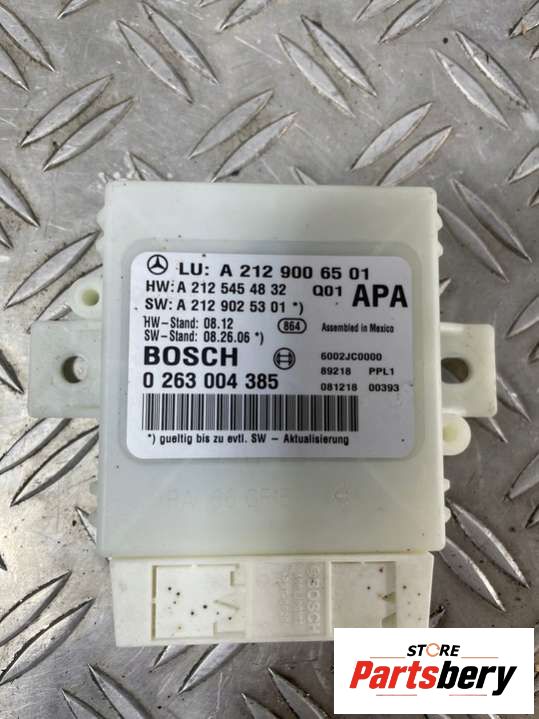 LU: A 212 900 65 01
HW: A 212 545 48 32 Q01 APA
SW: A 212 902 53 01 *)
HW-Stand: 08.12 864 Assembled in Mexico
SW-Stand: 08.26.06 *)
BOSCH 6002JC0000
0 263 004 385 89218 PPL1
081218 00393
*) gueltig bis zu evtl. SW - Aktualisierung
BOSCH
STORE
Partsbery